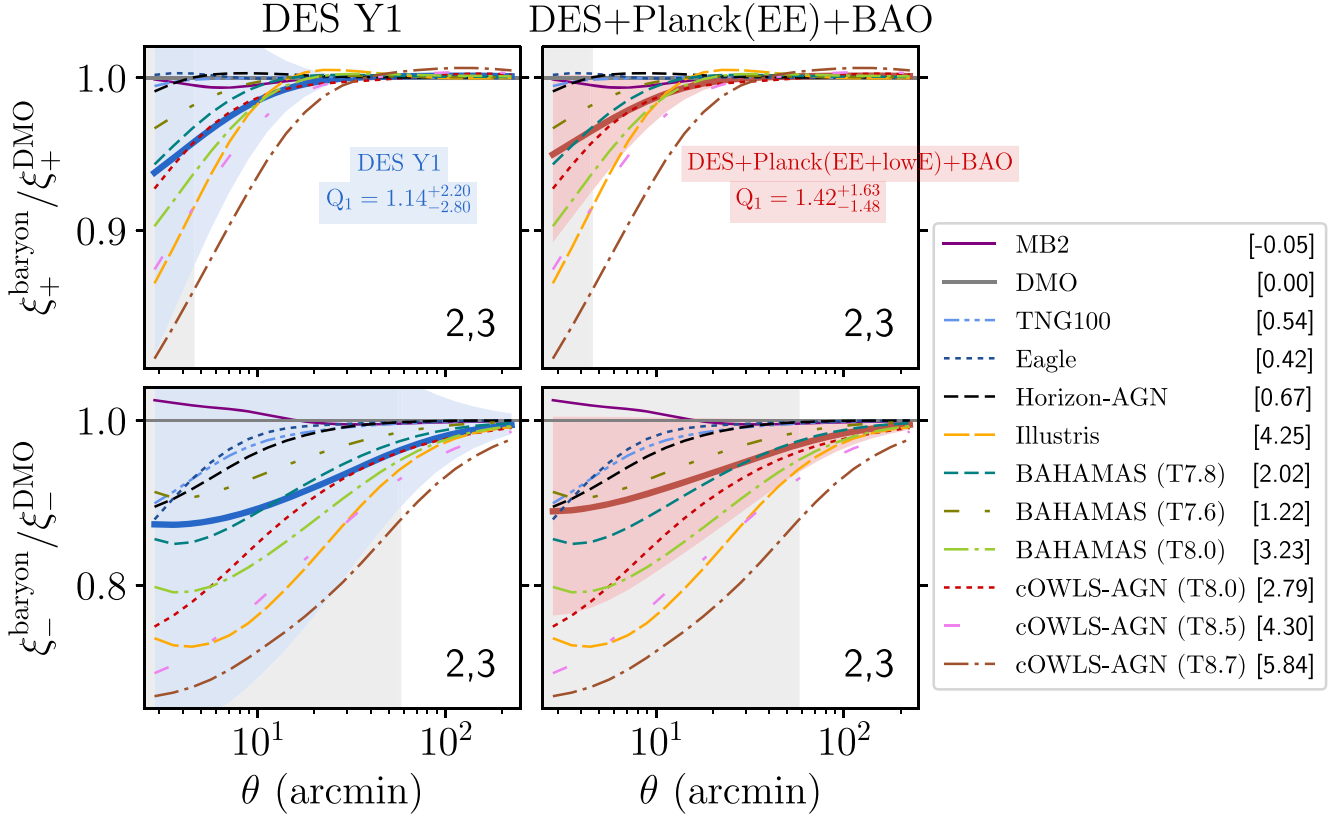 DES Y1
DES+Planck(EE)+BAO
ξ₊^baryon/ξ₊^DMO
1.0
0.9
DES Y1
Q₁ = 1.14^{+2.20}_{−2.80}
2,3
DES+Planck(EE+lowE)+BAO
Q₁ = 1.42^{+1.63}_{−1.48}
2,3
ξ₋^baryon/ξ₋^DMO
1.0
0.8
2,3
2,3
10¹ 10²
10¹ 10²
θ (arcmin)
θ (arcmin)
MB2 [-0.05]
DMO [0.00]
TNG100 [0.54]
Eagle [0.42]
Horizon-AGN [0.67]
Illustris [4.25]
BAHAMAS (T7.8) [2.02]
BAHAMAS (T7.6) [1.22]
BAHAMAS (T8.0) [3.23]
cOWLS-AGN (T8.0) [2.79]
cOWLS-AGN (T8.5) [4.30]
cOWLS-AGN (T8.7) [5.84]